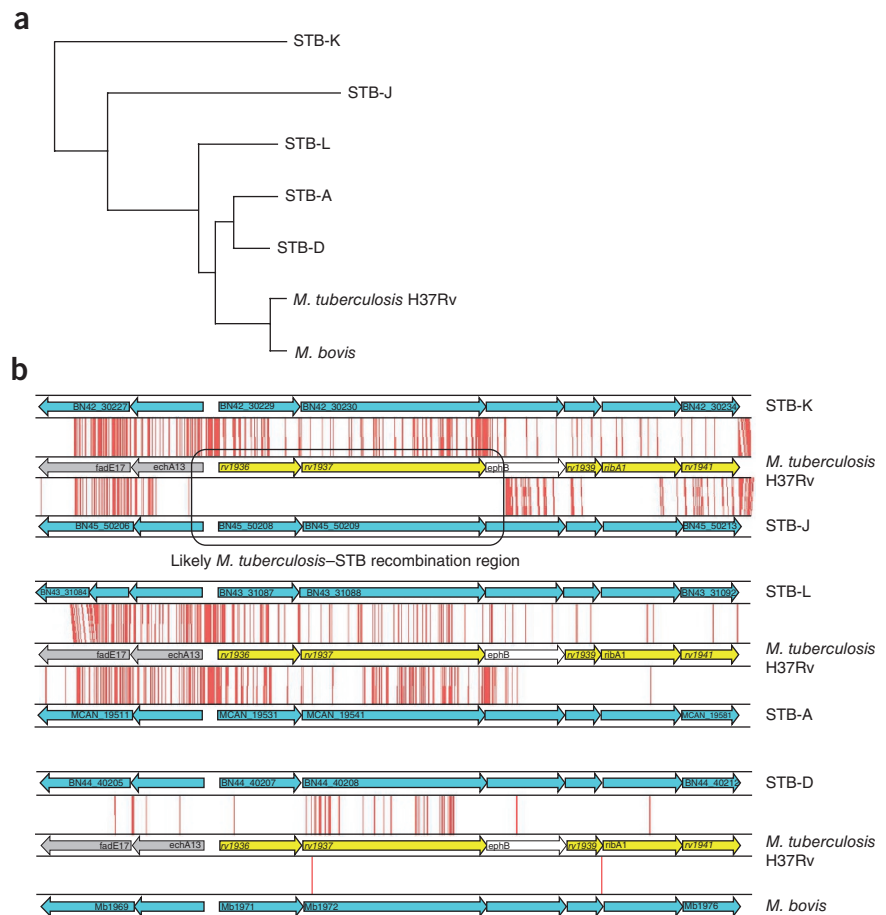 a
STB-K
STB-J
STB-L
STB-A
STB-D
M. tuberculosis H37Rv
M. bovis
b
BN42_30227 BN42_30229 BN42_30230 BN42_30234 STB-K
fadE17 echA13 rv1936 rv1937 ephB rv1939 ribA1 rv1941 M. tuberculosis
H37Rv
BN45_50206 BN45_50208 BN45_50209 BN45_50213 STB-J
Likely M. tuberculosis–STB recombination region
BN43_31084 BN43_31087 BN43_31088 BN43_31092 STB-L
fadE17 echA13 rv1936 rv1937 ephB rv1939 ribA1 rv1941 M. tuberculosis
H37Rv
MCAN_19511 MCAN_19531 MCAN_19541 MCAN_19581 STB-A
BN44_40205 BN44_40207 BN44_40208 BN44_40212 STB-D
fadE17 echA13 rv1936 rv1937 ephB rv1939 ribA1 rv1941 M. tuberculosis
H37Rv
Mb1969 Mb1971 Mb1972 Mb1976 M. bovis